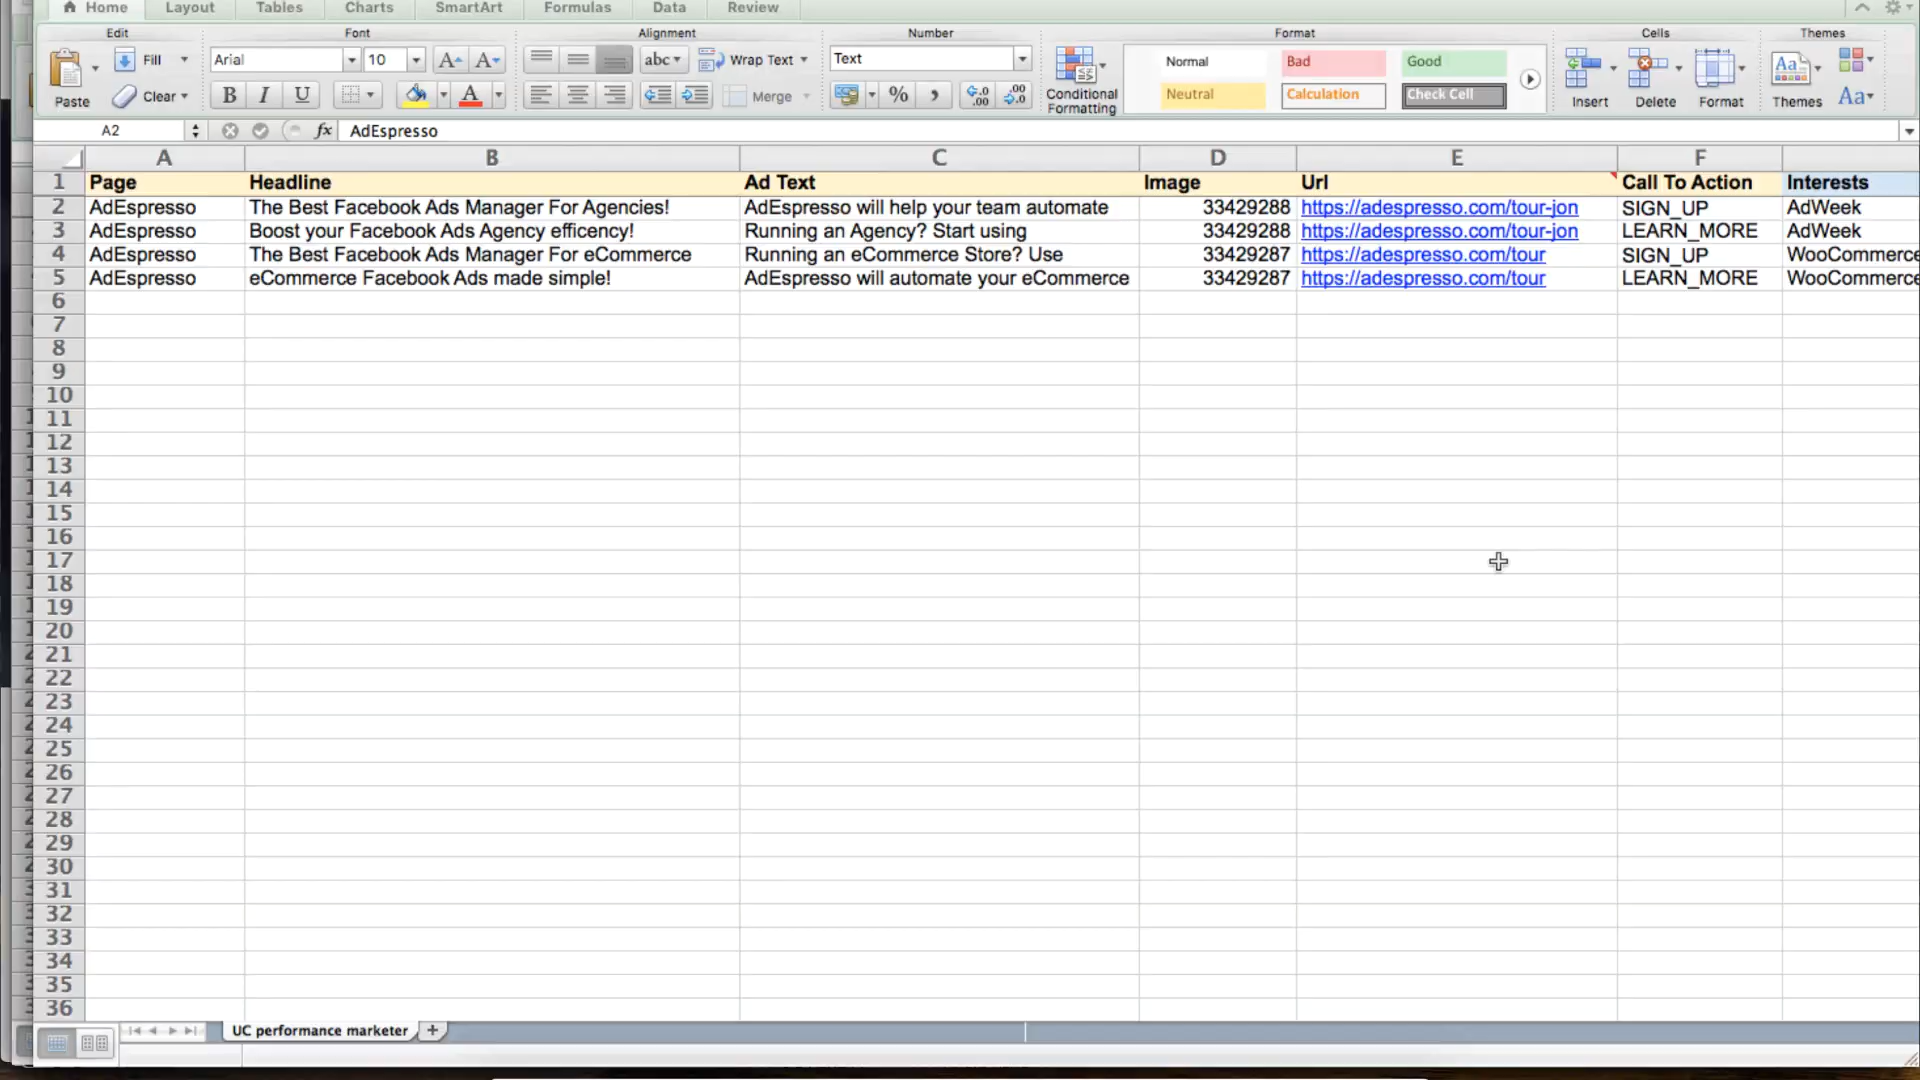 Home Layout Tables Charts SmartArt Formulas Data Review
Edit Font Alignment Number Format Cells Themes
Fill Arial 10 A A abc Wrap Text Text Normal Bad Good
Paste Clear B I U A Merge % , Conditional Formatting Neutral Calculation Check Cell Insert Delete Format Themes Aa
A2 fx AdEspresso
A B C D E F
1 Page Headline Ad Text Image Url Call To Action Interests
2 AdEspresso The Best Facebook Ads Manager For Agencies! AdEspresso will help your team automate 33429288 https://adespresso.com/tour-jon SIGN_UP AdWeek
3 AdEspresso Boost your Facebook Ads Agency efficency! Running an Agency? Start using 33429288 https://adespresso.com/tour-jon LEARN_MORE AdWeek
4 AdEspresso The Best Facebook Ads Manager For eCommerce Running an eCommerce Store? Use 33429287 https://adespresso.com/tour SIGN_UP WooCommerce
5 AdEspresso eCommerce Facebook Ads made simple! AdEspresso will automate your eCommerce 33429287 https://adespresso.com/tour LEARN_MORE WooCommerce
6
7
8
9
10
11
12
13
14
15
16
17
18
19
20
21
22
23
24
25
26
27
28
29
30
31
32
33
34
35
36
UC performance marketer